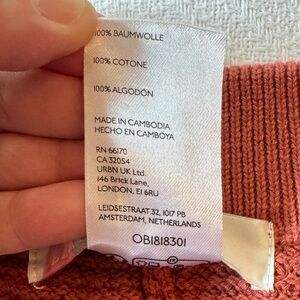 100% BAUMWOLLE
100% COTONE
100% ALGODÓN
MADE IN CAMBODIA
HECHO EN CAMBOYA
RN 66170
CA 32054
URBN UK Ltd.
146 Brick Lane,
LONDON, E1 6RU
LEIDSESTRAAT 32, 1017 PB
AMSTERDAM, NETHERLANDS
OB1818301